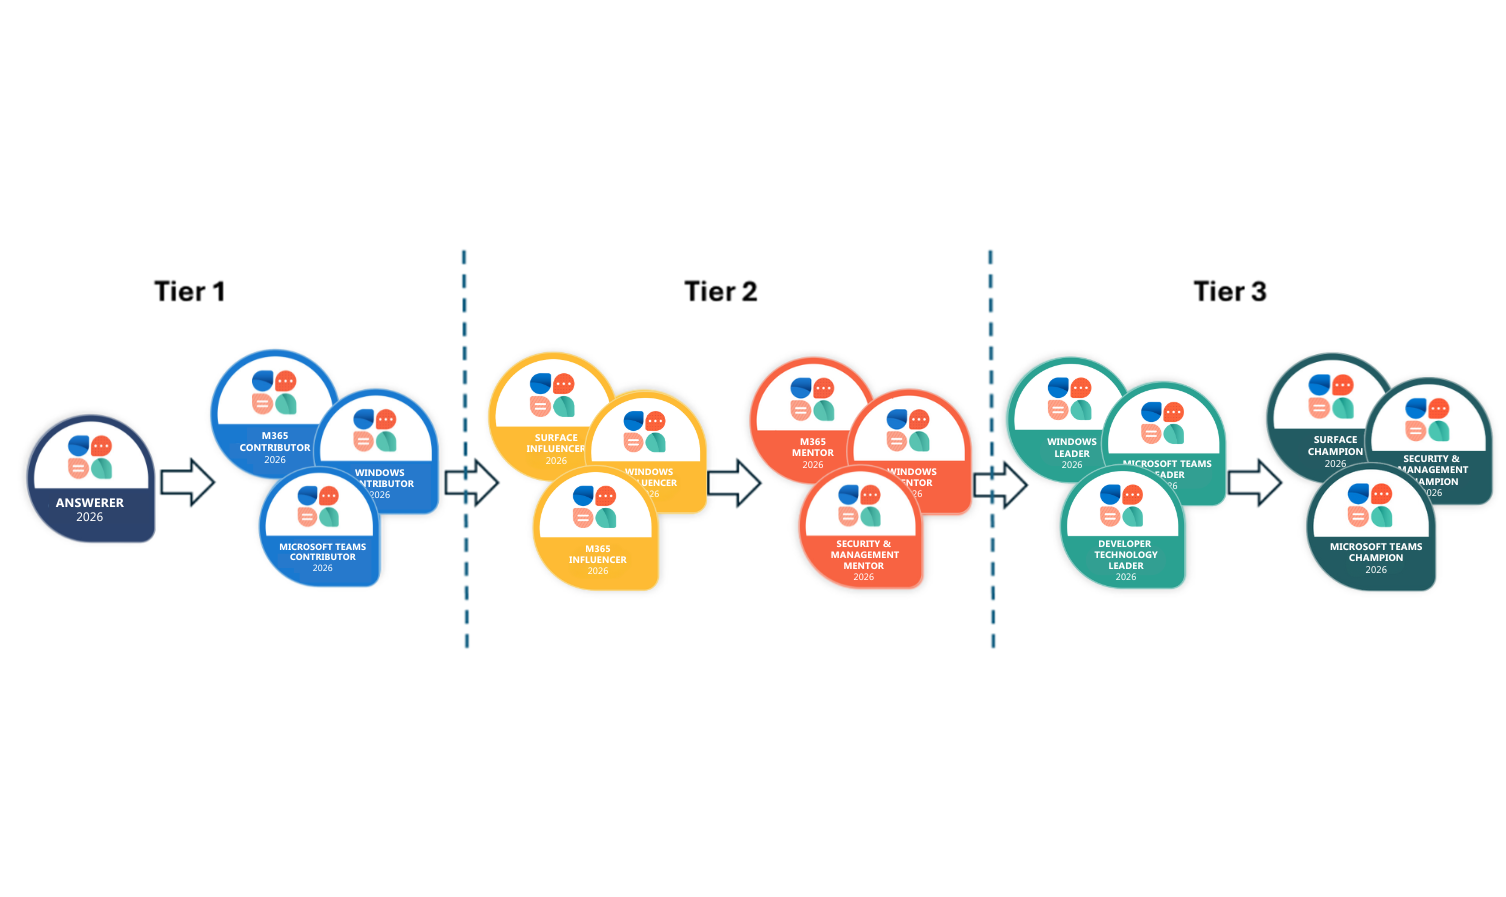 Tier 1
Tier 2
Tier 3
ANSWERER
2026
M365
CONTRIBUTOR
2026
WINDOWS
2026
MICROSOFT TEAMS
CONTRIBUTOR
2026
SURFACE
INFLUENCER
2026
WINDOWS
M365
INFLUENCER
2026
M365
MENTOR
2026
WINDOWS
SECURITY &
MANAGEMENT
MENTOR
2026
WINDOWS
LEADER
2026
MICROSOFT TEAMS
DEVELOPER
TECHNOLOGY
LEADER
2026
SURFACE
CHAMPION
2026
SECURITY &
MANAGEMENT
MICROSOFT TEAMS
CHAMPION
2026